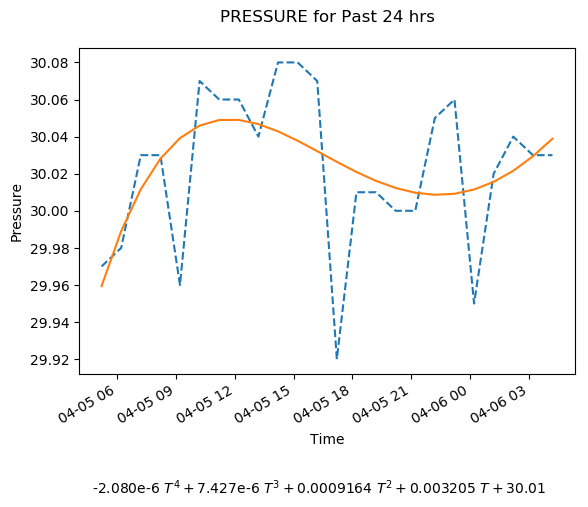 PRESSURE for Past 24 hrs
30.08
30.06
30.04
30.02
30.00
29.98
29.96
29.94
29.92
Pressure
04-05 06 04-05 09 04-05 12 04-05 15 04-05 18 04-05 21 04-06 00 04-06 03
Time
-2.080e-6 T⁴ + 7.427e-6 T³ + 0.0009164 T² + 0.003205 T + 30.01